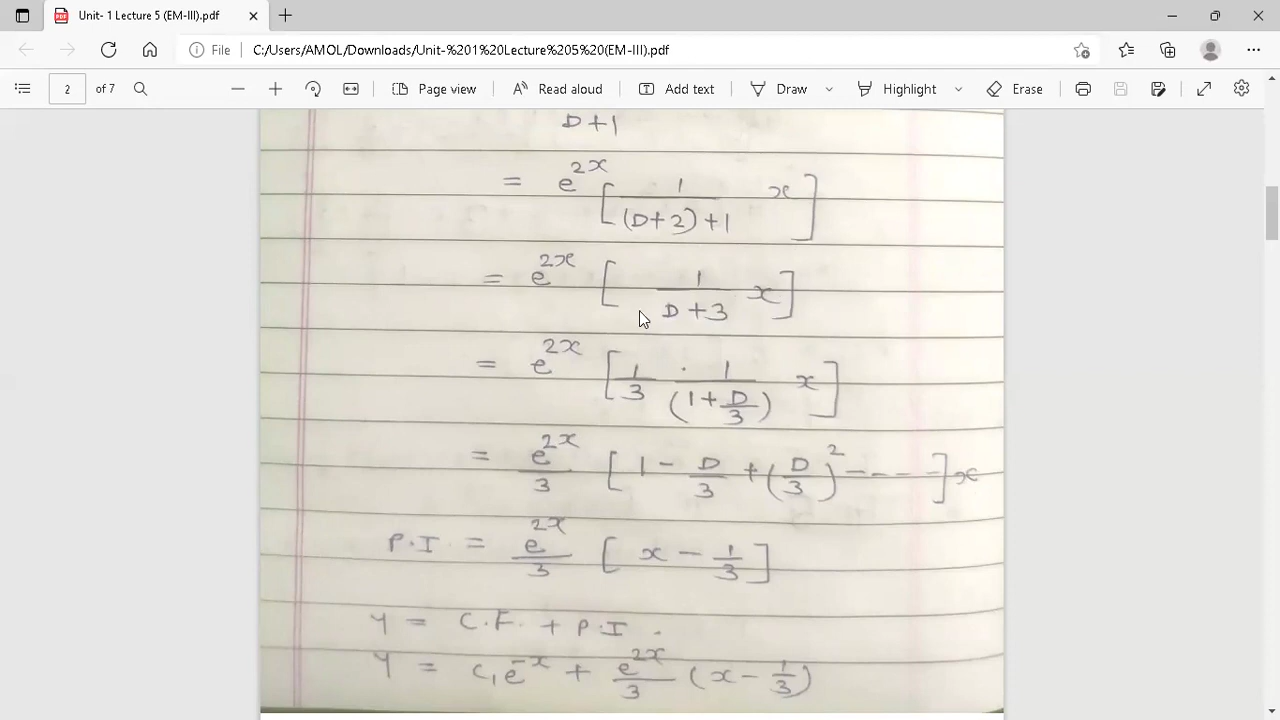 Unit- 1 Lecture 5 (EM-III).pdf
File C:/Users/AMOL/Downloads/Unit-%201%20Lecture%205%20(EM-III).pdf
2 of 7 Page view Read aloud Add text Draw Highlight Erase
D+1
= e^{2x} [ 1/((D+2)+1) x ]
= e^{2x} [ 1/(D+3) x ]
= e^{2x} [ 1/3 · 1/(1+D/3) x ]
= e^{2x}/3 [ 1 - D/3 + (D/3)^2 ----- ] x
P.I = e^{2x}/3 [ x - 1/3 ]
y = C.F. + P.I.
y = c₁e^{-x} + e^{2x}/3 (x - 1/3)